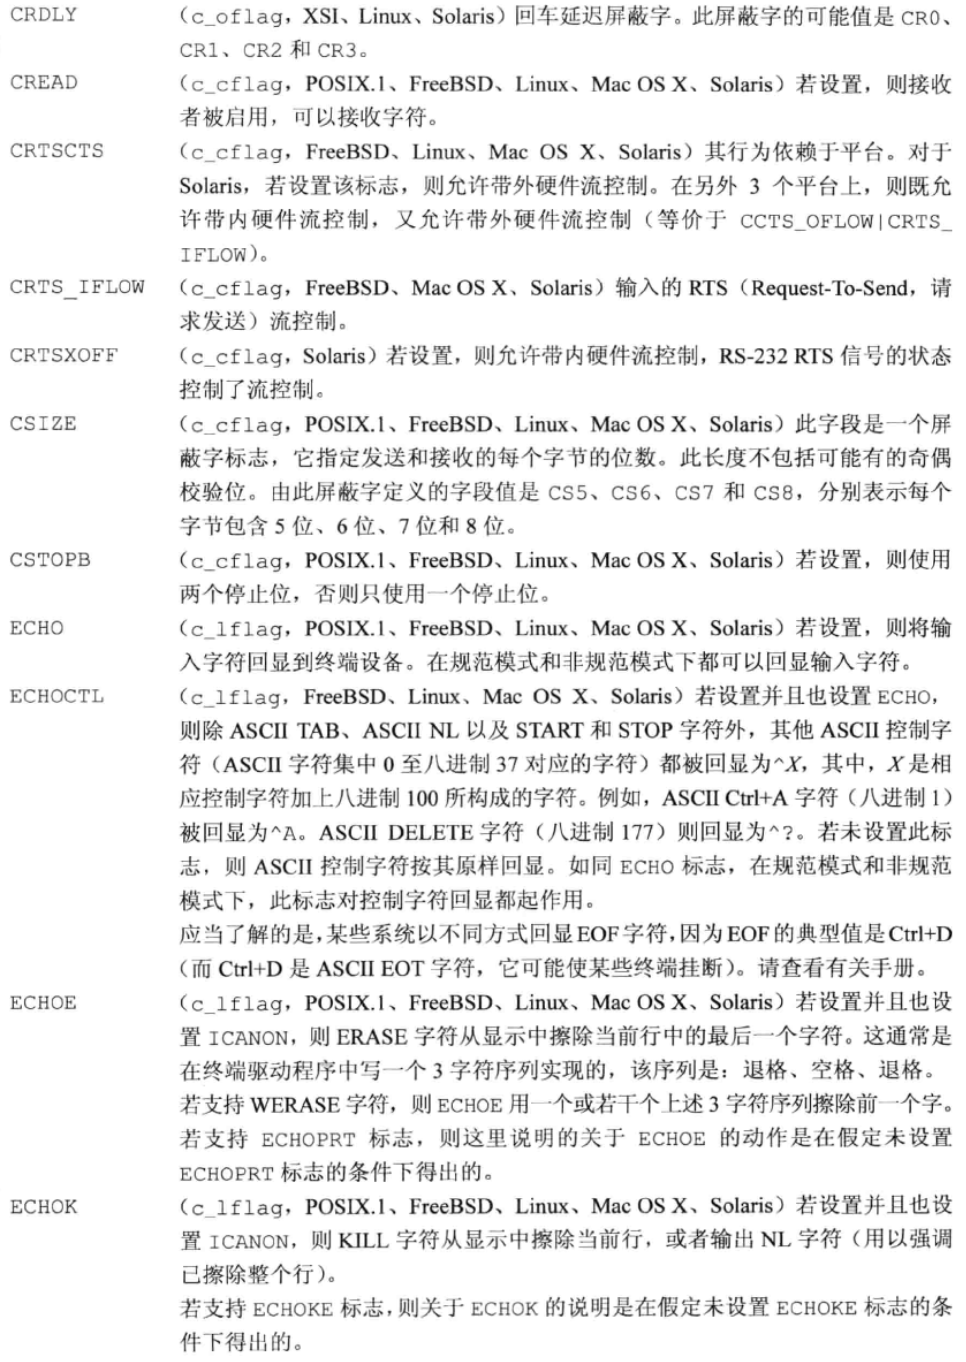 CRDLY (c_oflag，XSI、Linux、Solaris）回车延迟屏蔽字。此屏蔽字的可能值是 CR0、
CR1、CR2 和 CR3。
CREAD (c_cflag，POSIX.1、FreeBSD、Linux、Mac OS X、Solaris）若设置，则接收
者被启用，可以接收字符。
CRTSCTS (c_cflag，FreeBSD、Linux、Mac OS X、Solaris）其行为依赖于平台。对于
Solaris，若设置该标志，则允许带外硬件流控制。在另外 3 个平台上，则既允
许带内硬件流控制，又允许带外硬件流控制（等价于 CCTS_OFLOW|CRTS_
IFLOW）。
CRTS_IFLOW (c_cflag，FreeBSD、Mac OS X、Solaris）输入的 RTS（Request-To-Send，请
求发送）流控制。
CRTSXOFF (c_cflag，Solaris）若设置，则允许带内硬件流控制，RS-232 RTS 信号的状态
控制了流控制。
CSIZE (c_cflag，POSIX.1、FreeBSD、Linux、Mac OS X、Solaris）此字段是一个屏
蔽字标志，它指定发送和接收的每个字节的位数。此长度不包括可能有的奇偶
校验位。由此屏蔽字定义的字段值是 CS5、CS6、CS7 和 CS8，分别表示每个
字节包含 5 位、6 位、7 位和 8 位。
CSTOPB (c_cflag，POSIX.1、FreeBSD、Linux、Mac OS X、Solaris）若设置，则使用
两个停止位，否则只使用一个停止位。
ECHO (c_lflag，POSIX.1、FreeBSD、Linux、Mac OS X、Solaris）若设置，则将输
入字符回显到终端设备。在规范模式和非规范模式下都可以回显输入字符。
ECHOCTL (c_lflag，FreeBSD、Linux、Mac OS X、Solaris）若设置并且也设置 ECHO，
则除 ASCII TAB、ASCII NL 以及 START 和 STOP 字符外，其他 ASCII 控制字
符（ASCII 字符集中 0 至八进制 37 对应的字符）都被回显为^X，其中，X 是相
应控制字符加上八进制 100 所构成的字符。例如，ASCII Ctrl+A 字符（八进制 1）
被回显为^A。ASCII DELETE 字符（八进制 177）则回显为^?。若未设置此标
志，则 ASCII 控制字符按其原样回显。如同 ECHO 标志，在规范模式和非规范
模式下，此标志对控制字符回显都起作用。
应当了解的是，某些系统以不同方式回显 EOF 字符，因为 EOF 的典型值是 Ctrl+D
（而 Ctrl+D 是 ASCII EOT 字符，它可能使某些终端挂断）。请查看有关手册。
ECHOE (c_lflag，POSIX.1、FreeBSD、Linux、Mac OS X、Solaris）若设置并且也设
置 ICANON，则 ERASE 字符从显示中擦除当前行中的最后一个字符。这通常是
在终端驱动程序中写一个 3 字符序列实现的，该序列是：退格、空格、退格。
若支持 WERASE 字符，则 ECHOE 用一个或若干个上述 3 字符序列擦除前一个字。
若支持 ECHOPRT 标志，则这里说明的关于 ECHOE 的动作是在假定未设置
ECHOPRT 标志的条件下得出的。
ECHOK (c_lflag，POSIX.1、FreeBSD、Linux、Mac OS X、Solaris）若设置并且也设
置 ICANON，则 KILL 字符从显示中擦除当前行，或者输出 NL 字符（用以强调
已擦除整个行）。
若支持 ECHOKE 标志，则关于 ECHOK 的说明是在假定未设置 ECHOKE 标志的条
件下得出的。